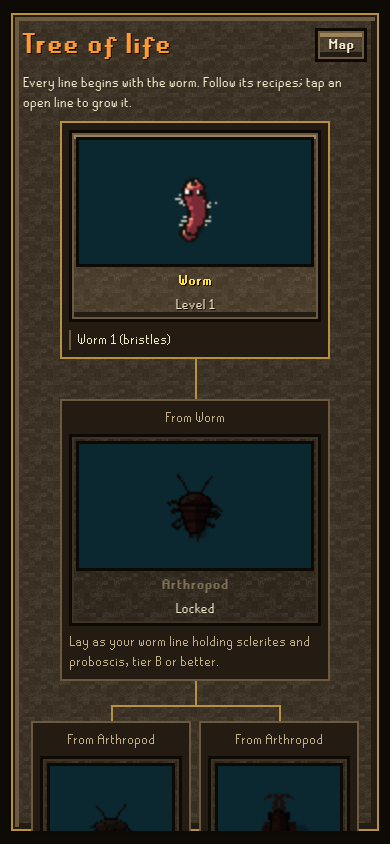 Tree of life
Map
Every line begins with the worm. Follow its recipes; tap an
open line to grow it.
Worm
Level 1
Worm 1 (bristles)
From Worm
Arthropod
Locked
Lay as your worm line holding sclerites and
proboscis, tier B or better.
From Arthropod
From Arthropod